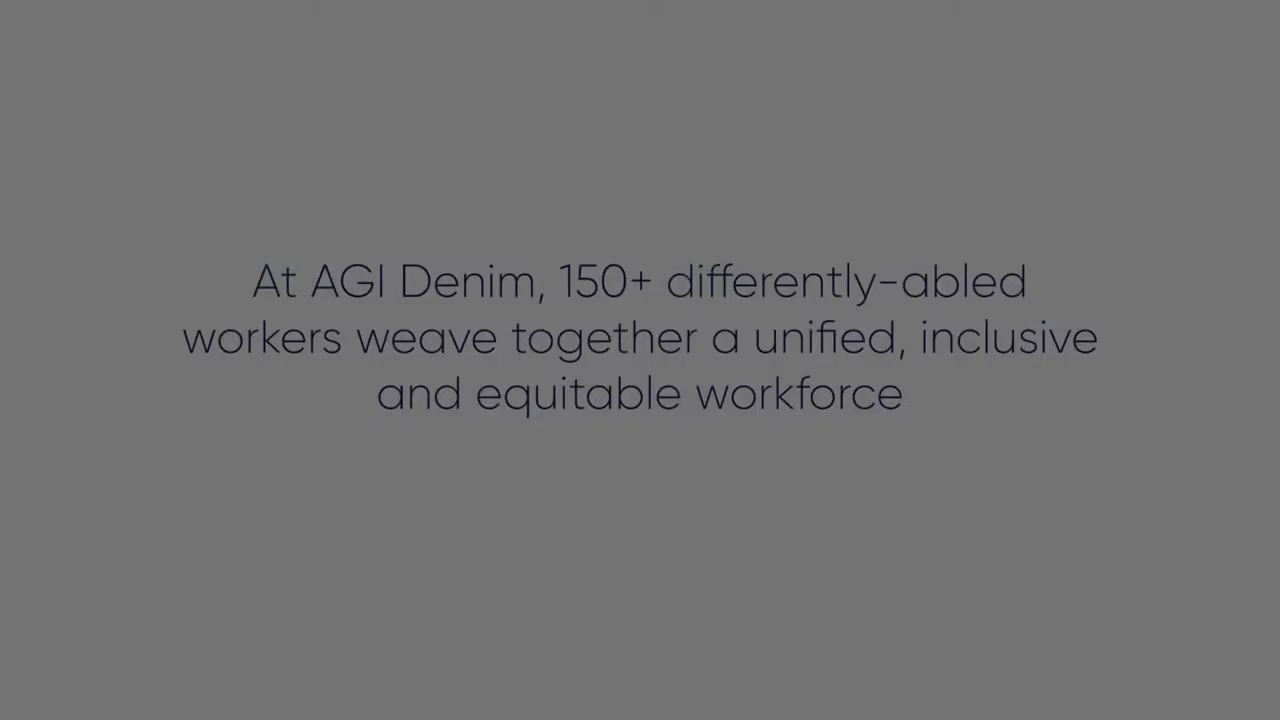 At AGI Denim, 150+ differently-abled
workers weave together a unified, inclusive
and equitable workforce